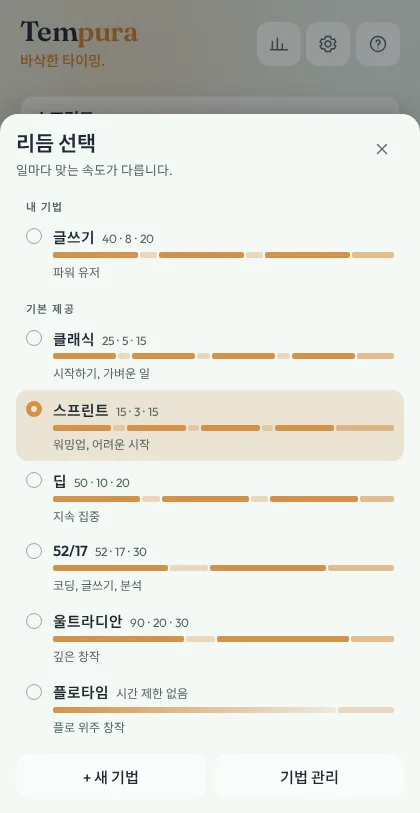 Tempura
바삭한 타이밍.
리듬 선택
일마다 맞는 속도가 다릅니다.
내 기법
글쓰기 40·8·20
파워 유저
기본 제공
클래식 25·5·15
시작하기, 가벼운 일
스프린트 15·3·15
워밍업, 어려운 시작
딥 50·10·20
지속 집중
52/17 52·17·30
코딩, 글쓰기, 분석
울트라디안 90·20·30
깊은 창작
플로타임 시간 제한 없음
플로 위주 창작
+ 새 기법
기법 관리